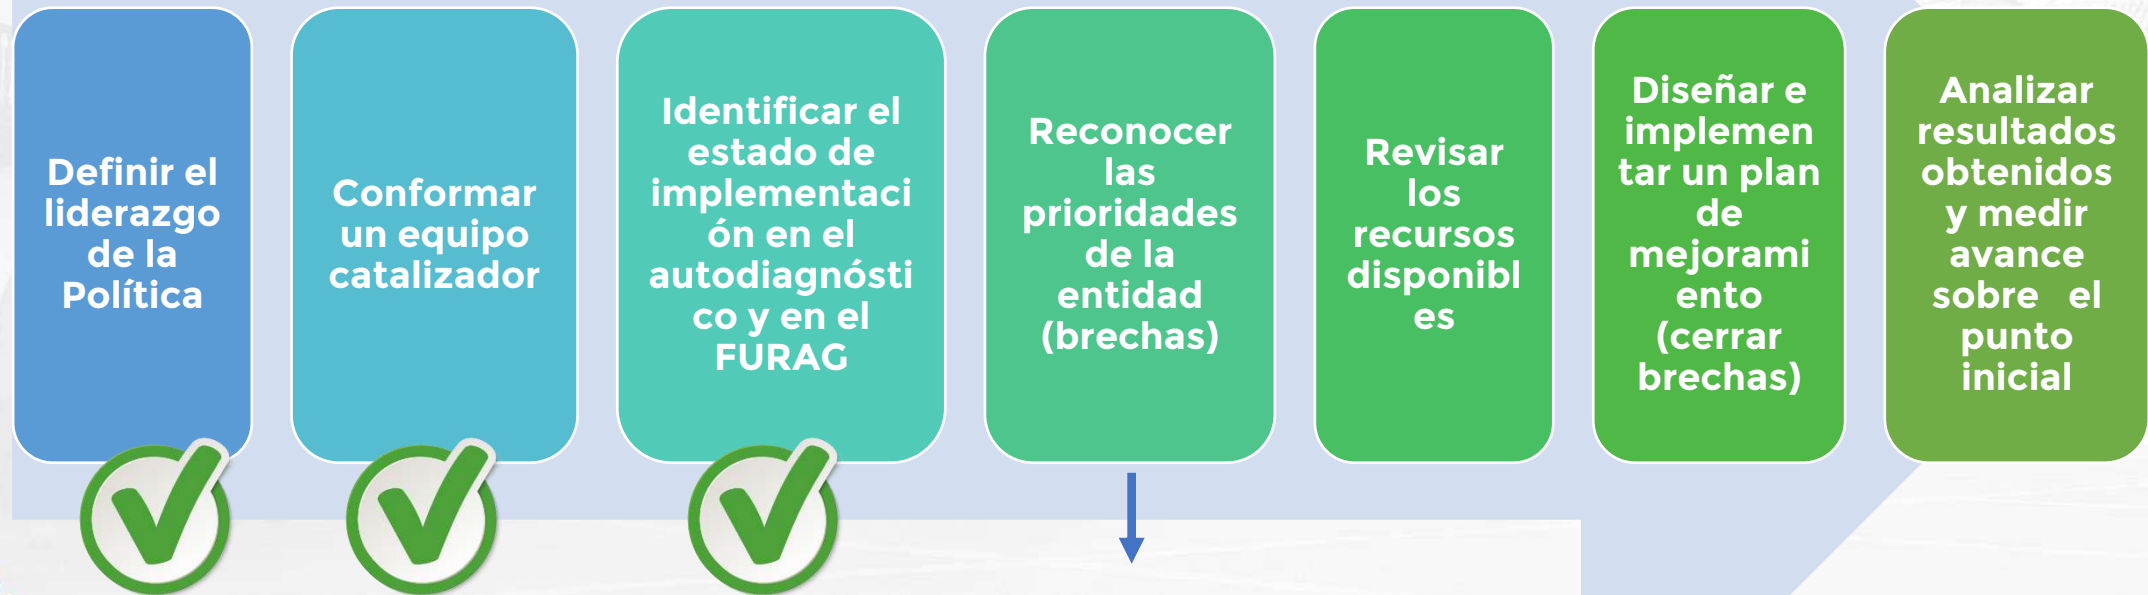 Definir el
liderazgo
de la
Política
Conformar
un equipo
catalizador
Identificar el
estado de
implementaci
ón en el
autodiagnósti
co y en el
FURAG
Reconocer
las
prioridades
de la
entidad
(brechas)
Revisar
los
recursos
disponibl
es
Diseñar e
implemen
tar un plan
de
mejorami
ento
(cerrar
brechas)
Analizar
resultados
obtenidos
y medir
avance
sobre el
punto
inicial